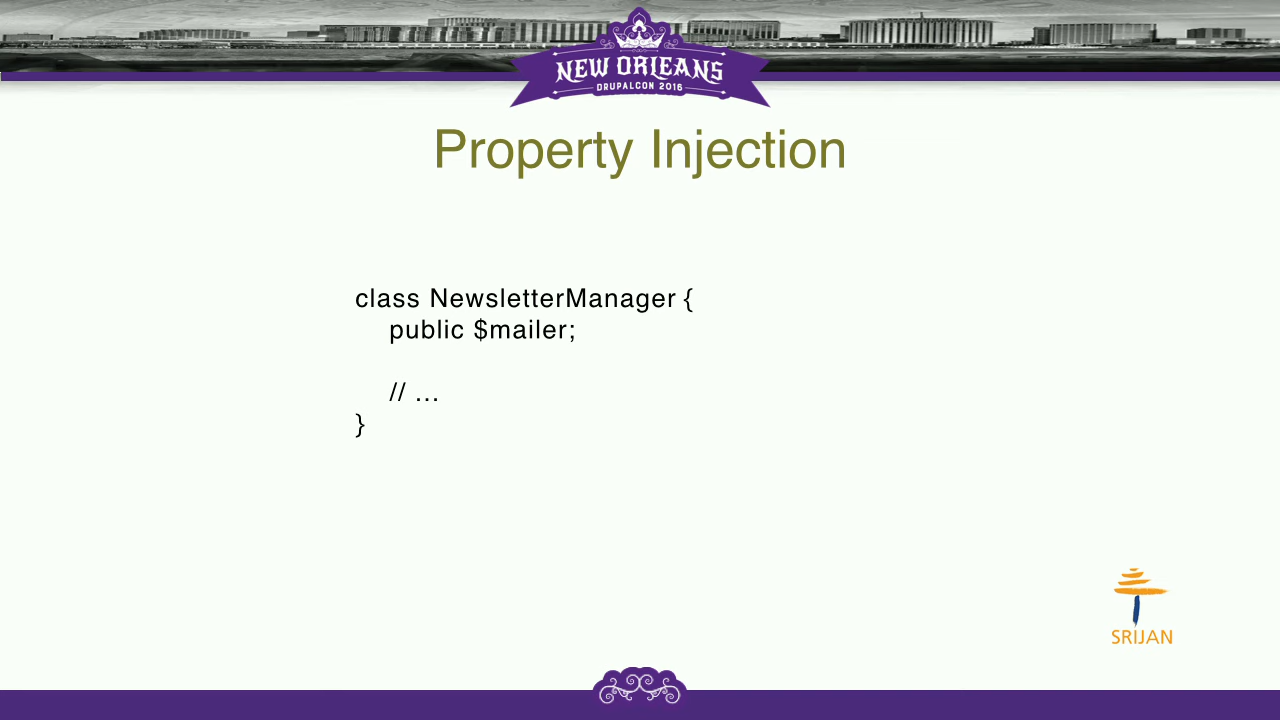 NEW ORLEANS
DRUPALCON 2016
Property Injection
class NewsletterManager {
public $mailer;
// ...
}
SRIJAN